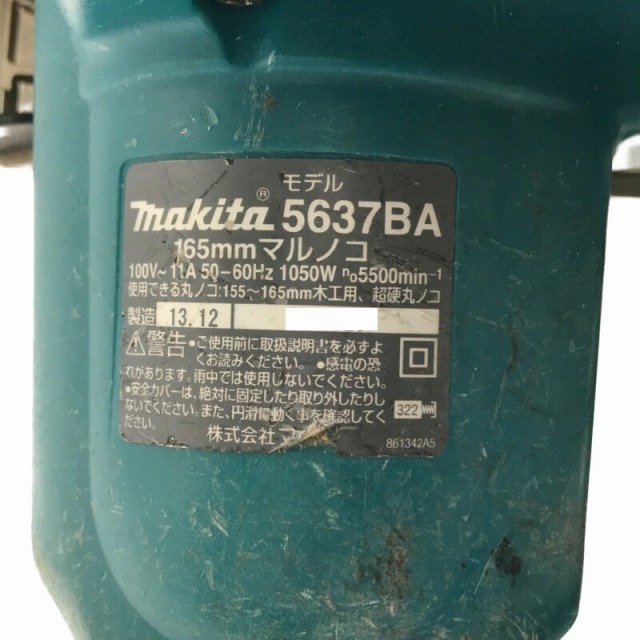 モデル
makita® 5637BA
165mmマルノコ
100V~11A 50-60Hz 1050W n₀5500min⁻¹
使用できる丸ノコ:155~165mm木工用、超硬丸ノコ
製造 13.12
⚠警告 ●ご使用前に取扱説明書を必ずよ
くお読みください。 ●感電の恐
れがあります。雨中では使用しないでください。
●安全カバーは、絶対に固定したり取り外したりし
ないでください。また、円滑に動く事を確認してく
ださい。
322
株式会社マ
861342A5